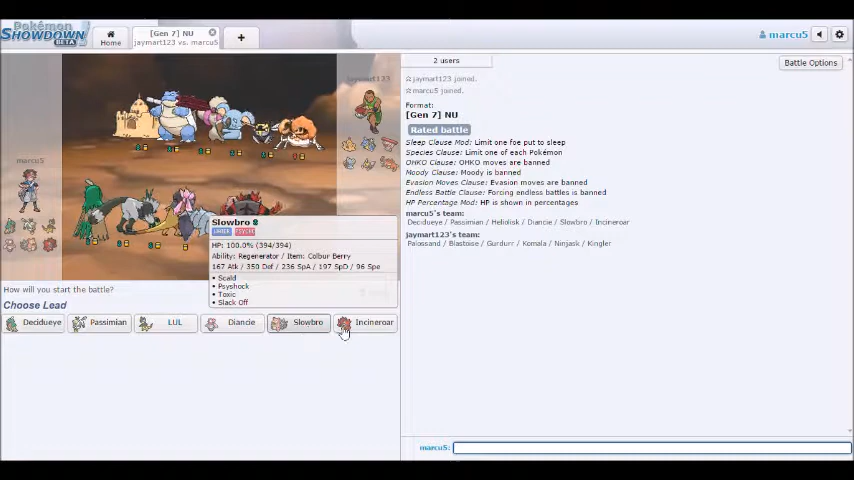 Pokémon
SHOWDOWN
BETA
Home
[Gen 7] NU
jaymart123 vs. marcu5
+
marcu5
2 users
Battle Options
jaymart123
marcu5
☆jaymart123 joined.
☆marcu5 joined.
Format:
[Gen 7] NU
Rated battle
Sleep Clause Mod: Limit one foe put to sleep
Species Clause: Limit one of each Pokémon
OHKO Clause: OHKO moves are banned
Moody Clause: Moody is banned
Evasion Moves Clause: Evasion moves are banned
Endless Battle Clause: Forcing endless battles is banned
HP Percentage Mod: HP is shown in percentages
marcu5's team:
Decidueye / Passimian / Heliolisk / Diancie / Slowbro / Incineroar
jaymart123's team:
Palossand / Blastoise / Gurdurr / Komala / Ninjask / Kingler
Slowbro
WATER PSYCHC
HP: 100.0% (394/394)
Ability: Regenerator / Item: Colbur Berry
167 Atk / 350 Def / 236 SpA / 197 SpD / 96 Spe
• Scald
• Psyshock
• Toxic
• Slack Off
How will you start the battle?
Choose Lead
Decidueye
Passimian
LUL
Diancie
Slowbro
Incineroar
marcu5: